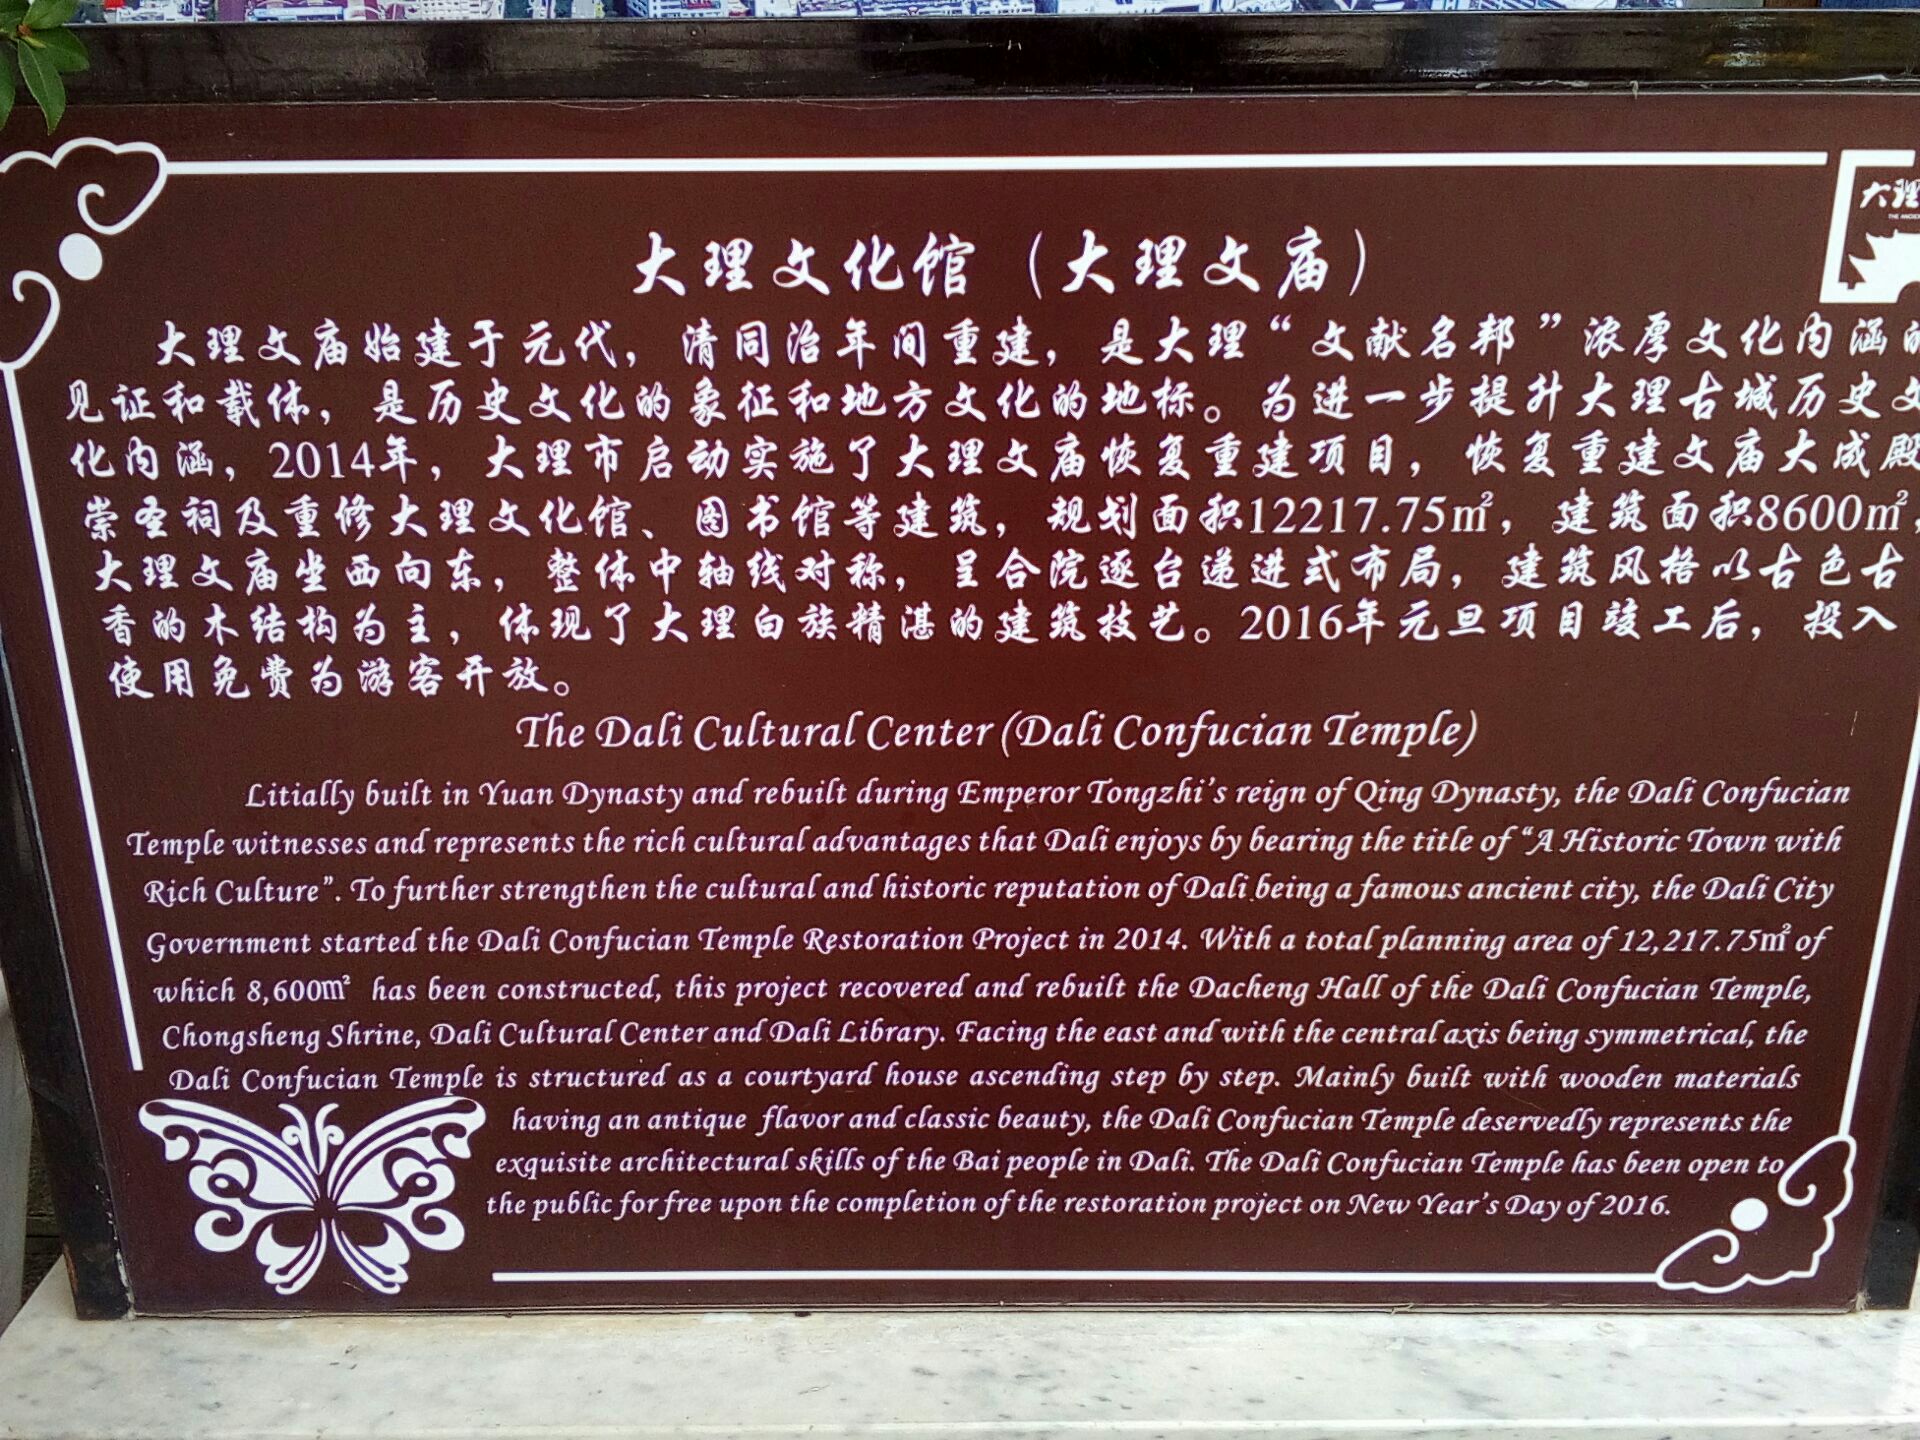 大理
大理文化馆（大理文庙）
大理文庙始建于元代，清同治年间重建，是大理“文献名邦”浓厚文化内涵的
见证和载体，是历史文化的象征和地方文化的地标。为进一步提升大理古城历史文
化内涵，2014年，大理市启动实施了大理文庙恢复重建项目，恢复重建文庙大成殿
崇圣祠及重修大理文化馆、图书馆等建筑，规划面积12217.75㎡，建筑面积8600㎡，
大理文庙坐西向东，整体中轴线对称，呈合院逐台递进式布局，建筑风格以古色古
香的木结构为主，体现了大理白族精湛的建筑技艺。2016年元旦项目竣工后，投入
使用免费为游客开放。
The Dali Cultural Center (Dali Confucian Temple)
Litially built in Yuan Dynasty and rebuilt during Emperor Tongzhi’s reign of Qing Dynasty, the Dali Confucian
Temple witnesses and represents the rich cultural advantages that Dali enjoys by bearing the title of “A Historic Town with
Rich Culture”. To further strengthen the cultural and historic reputation of Dali being a famous ancient city, the Dali City
Government started the Dali Confucian Temple Restoration Project in 2014. With a total planning area of 12,217.75㎡ of
which 8,600㎡ has been constructed, this project recovered and rebuilt the Dacheng Hall of the Dali Confucian Temple,
Chongsheng Shrine, Dali Cultural Center and Dali Library. Facing the east and with the central axis being symmetrical, the
Dali Confucian Temple is structured as a courtyard house ascending step by step. Mainly built with wooden materials
having an antique flavor and classic beauty, the Dali Confucian Temple deservedly represents the
exquisite architectural skills of the Bai people in Dali. The Dali Confucian Temple has been open to
the public for free upon the completion of the restoration project on New Year’s Day of 2016.